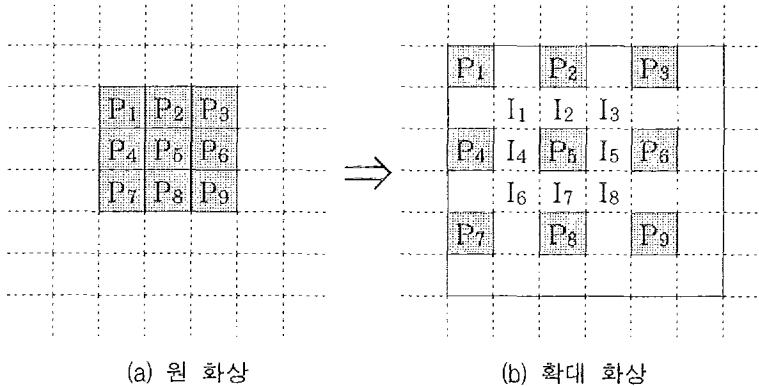 P₁ P₂ P₃
P₄ P₅ P₆
P₇ P₈ P₉
⇒
P₁ P₂ P₃
I₁ I₂ I₃
P₄ I₄ P₅ I₅ P₆
I₆ I₇ I₈
P₇ P₈ P₉
(a) 원 화상
(b) 확대 화상